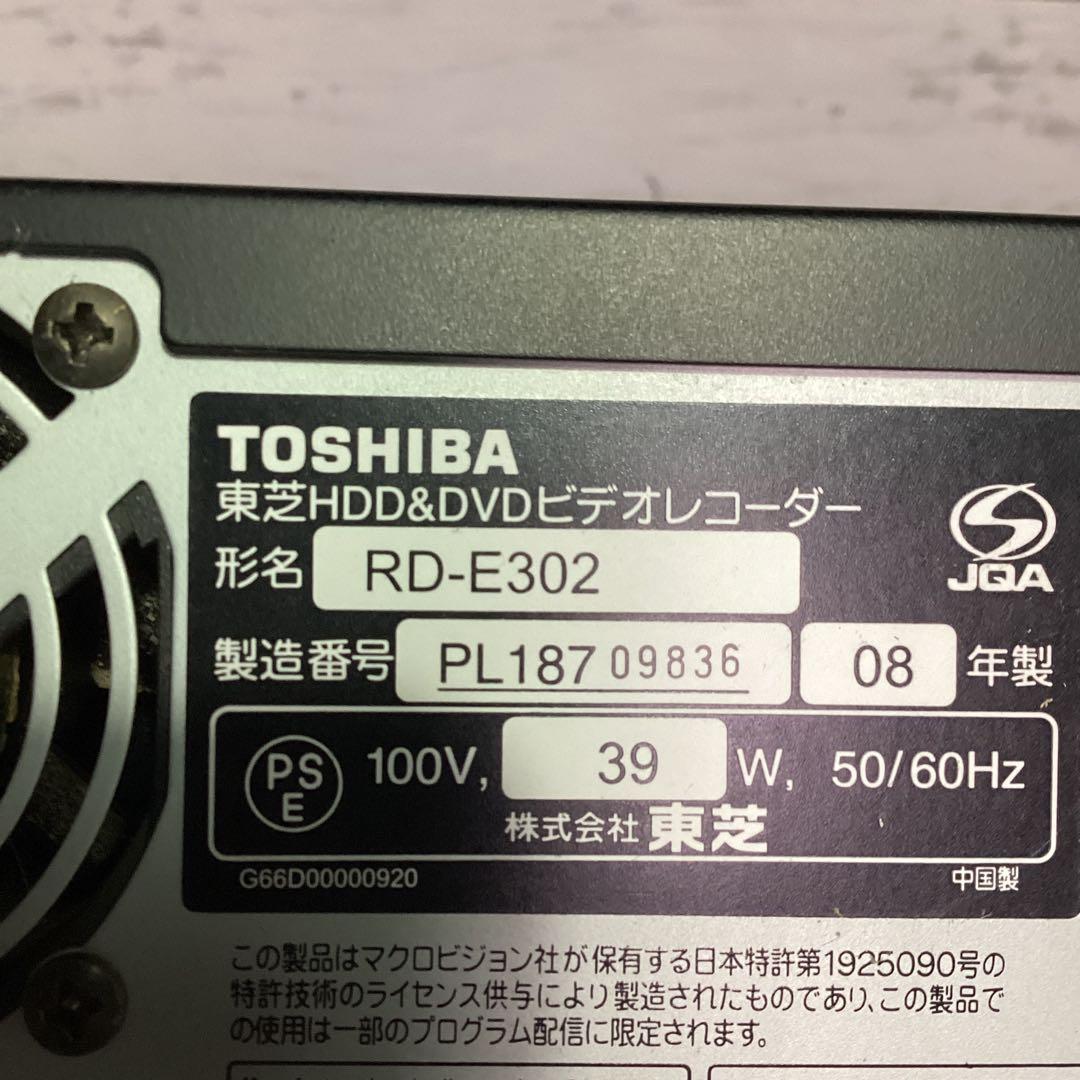 TOSHIBA
東芝HDD&DVDビデオレコーダー
JQA
形名 RD-E302
製造番号 PL187 09836 08 年製
PSE 100V, 39 W, 50/60Hz
株式会社 東芝
G66D00000920 中国製
この製品はマクロビジョン社が保有する日本特許第1925090号の
特許技術のライセンス供与により製造されたものであり、この製品で
の使用は一部のプログラム配信に限定されます。